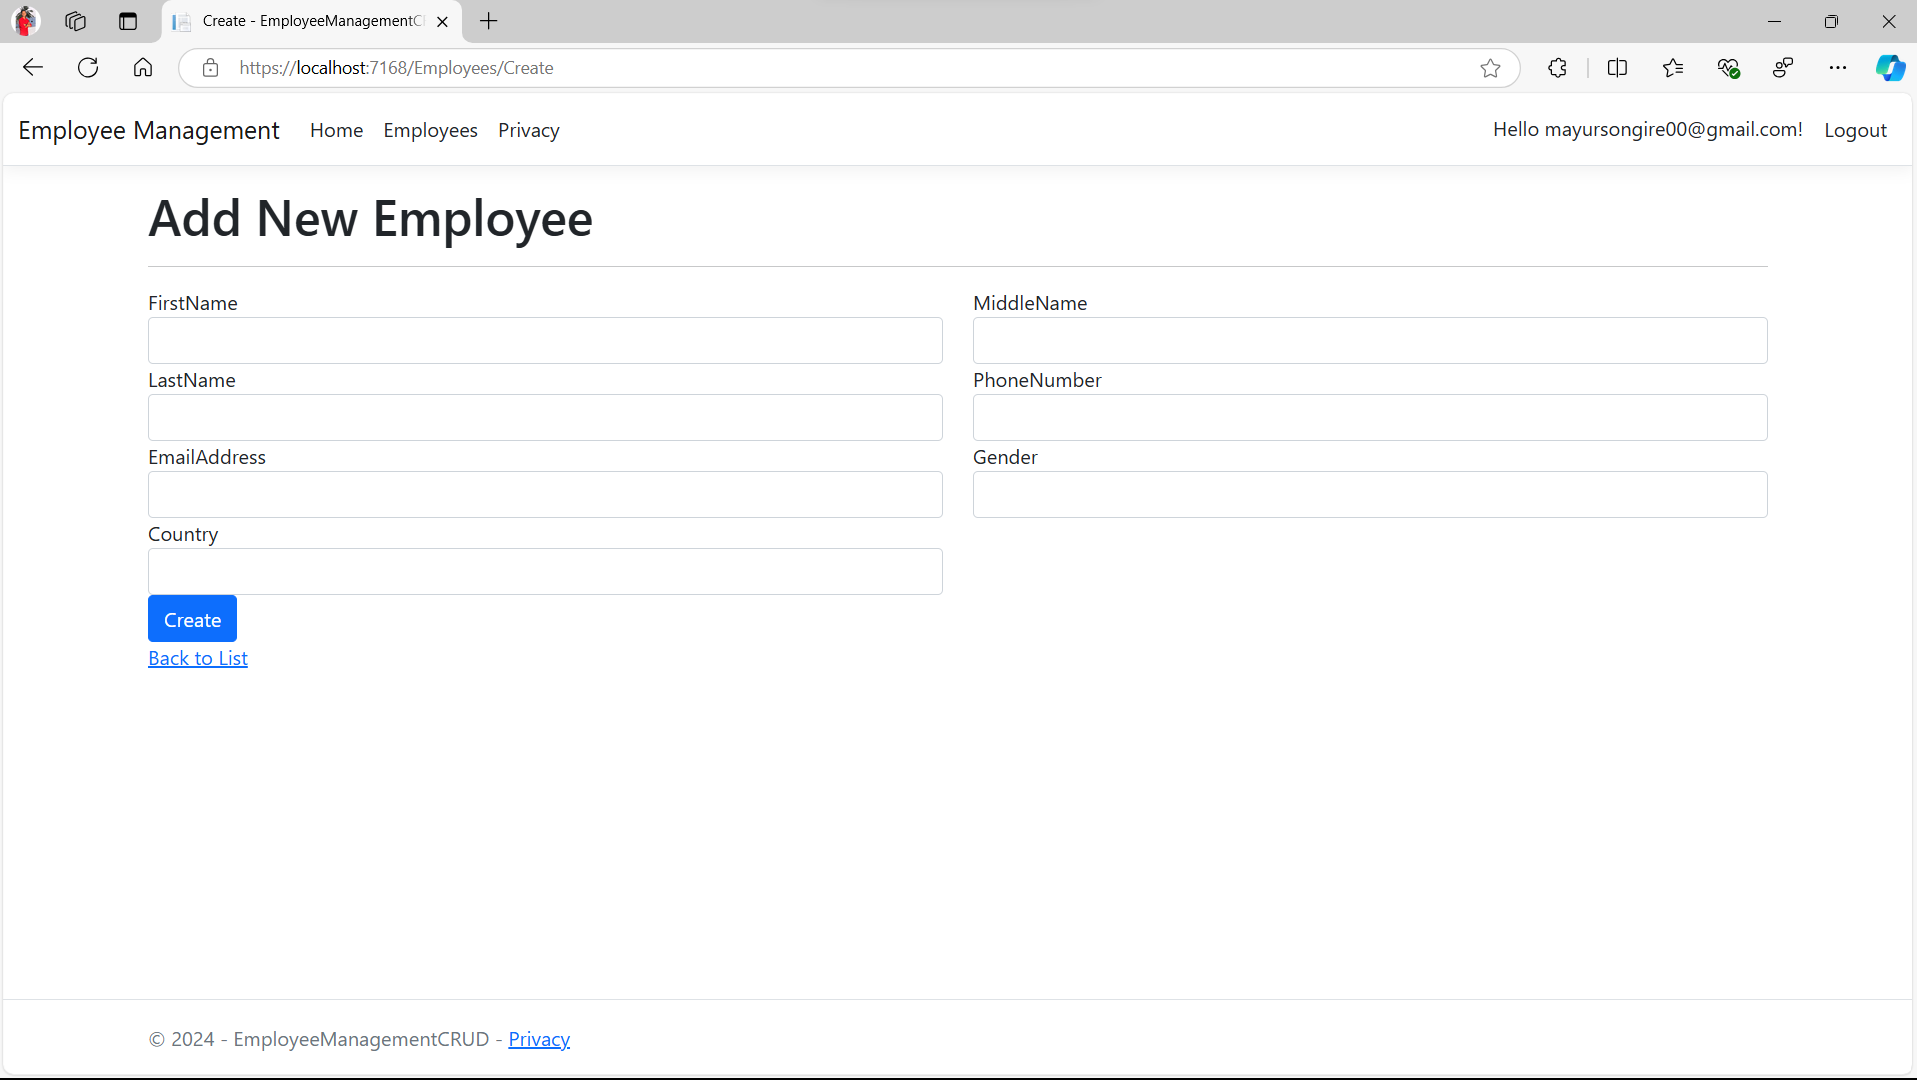 Create - EmployeeManagementC
https://localhost:7168/Employees/Create
Employee Management Home Employees Privacy Hello mayursongire00@gmail.com! Logout
Add New Employee
FirstName MiddleName
LastName PhoneNumber
EmailAddress Gender
Country
Create
Back to List
© 2024 - EmployeeManagementCRUD - Privacy